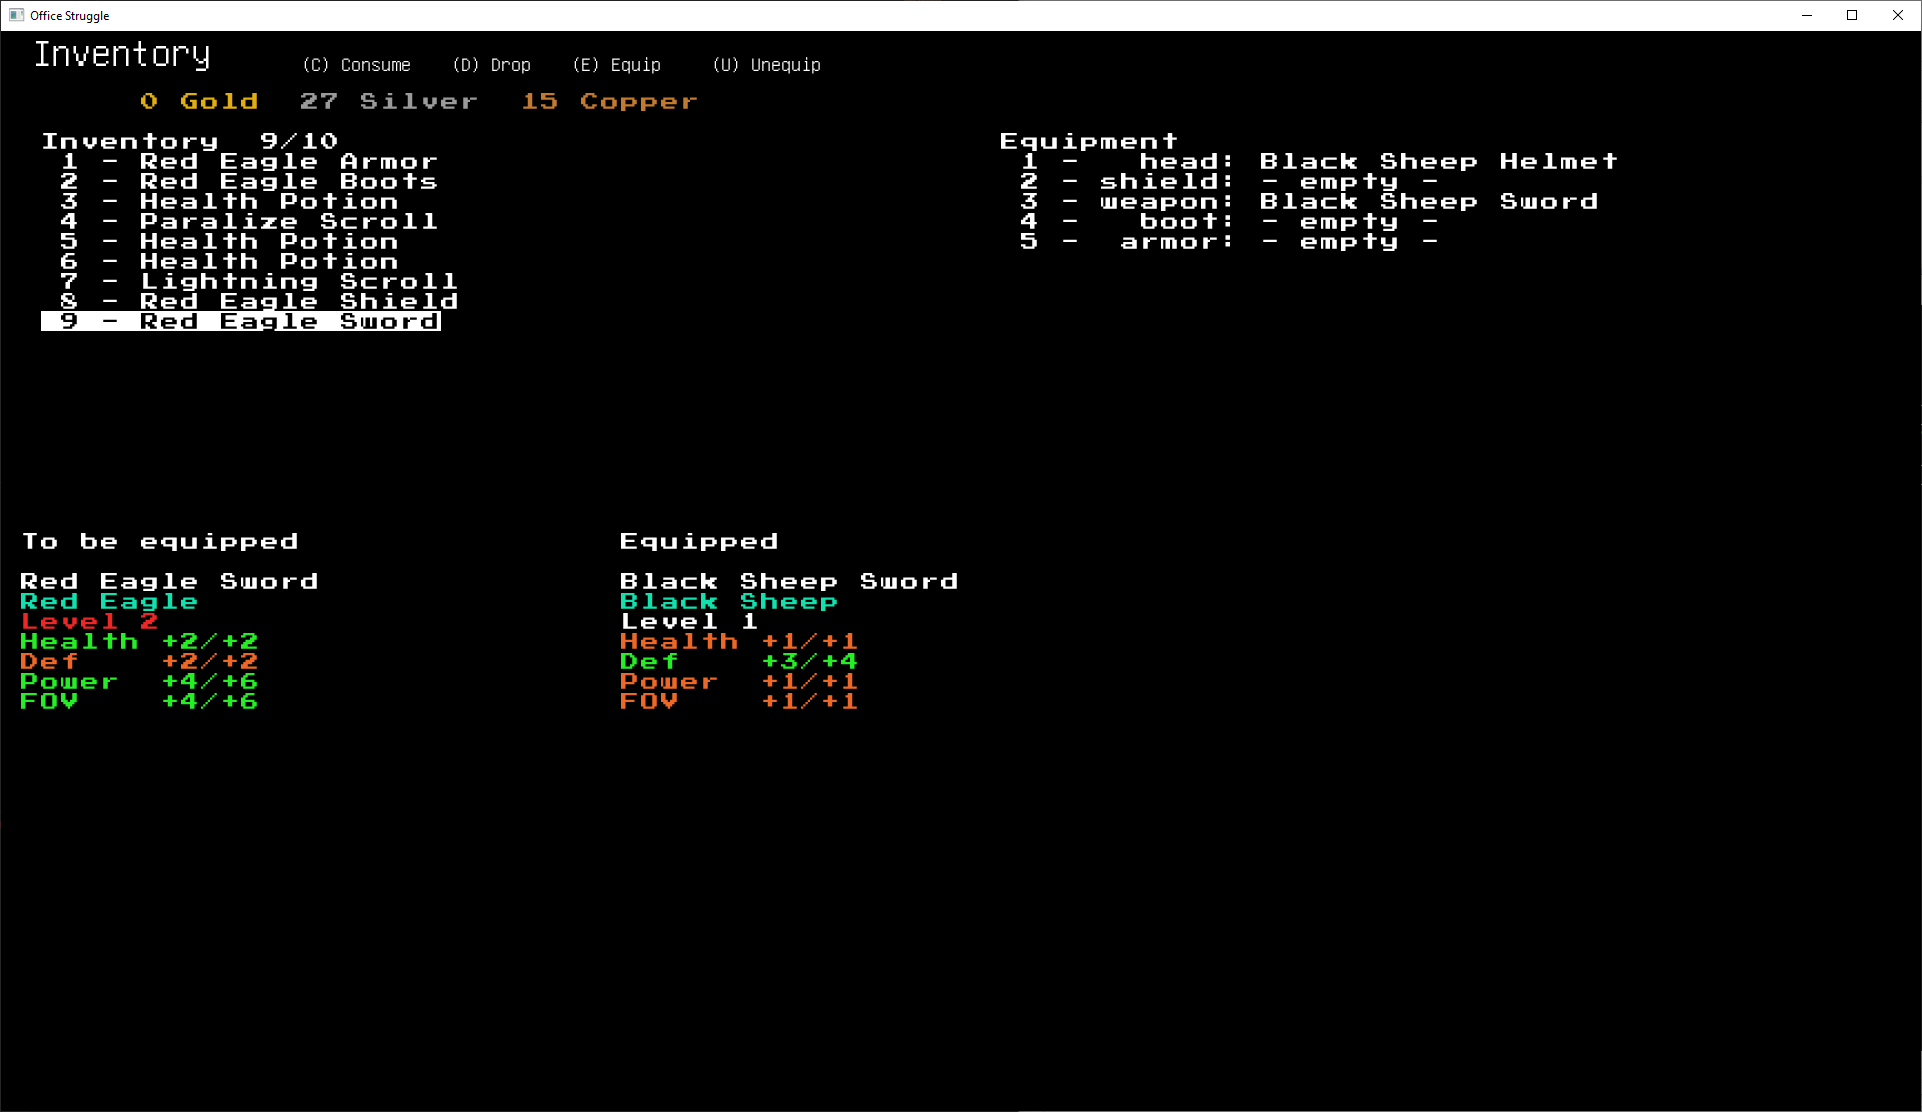 Office Struggle
Inventory (C) Consume (D) Drop (E) Equip (U) Unequip
0 Gold 27 Silver 15 Copper
Inventory 9/10
1 - Red Eagle Armor
2 - Red Eagle Boots
3 - Health Potion
4 - Paralize Scroll
5 - Health Potion
6 - Health Potion
7 - Lightning Scroll
8 - Red Eagle Shield
9 - Red Eagle Sword
Equipment
1 - head: Black Sheep Helmet
2 - shield: - empty -
3 - weapon: Black Sheep Sword
4 - boot: - empty -
5 - armor: - empty -
To be equipped
Red Eagle Sword
Red Eagle
Level 2
Health +2/+2
Def +2/+2
Power +4/+6
FOV +4/+6
Equipped
Black Sheep Sword
Black Sheep
Level 1
Health +1/+1
Def +3/+4
Power +1/+1
FOV +1/+1